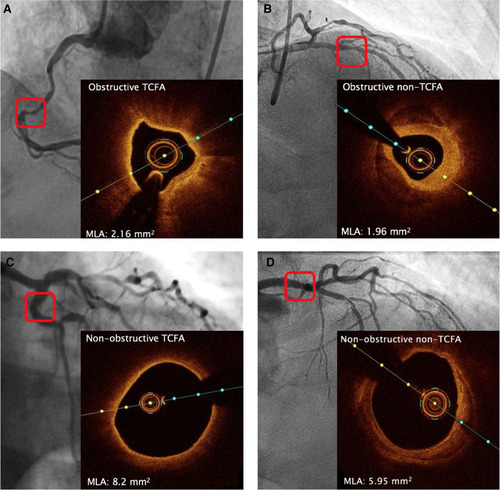 A
Obstructive TCFA
MLA: 2.16 mm²
B
Obstructive non-TCFA
MLA: 1.96 mm²
C
Non-obstructive TCFA
MLA: 8.2 mm²
D
Non-obstructive non-TCFA
MLA: 5.95 mm²